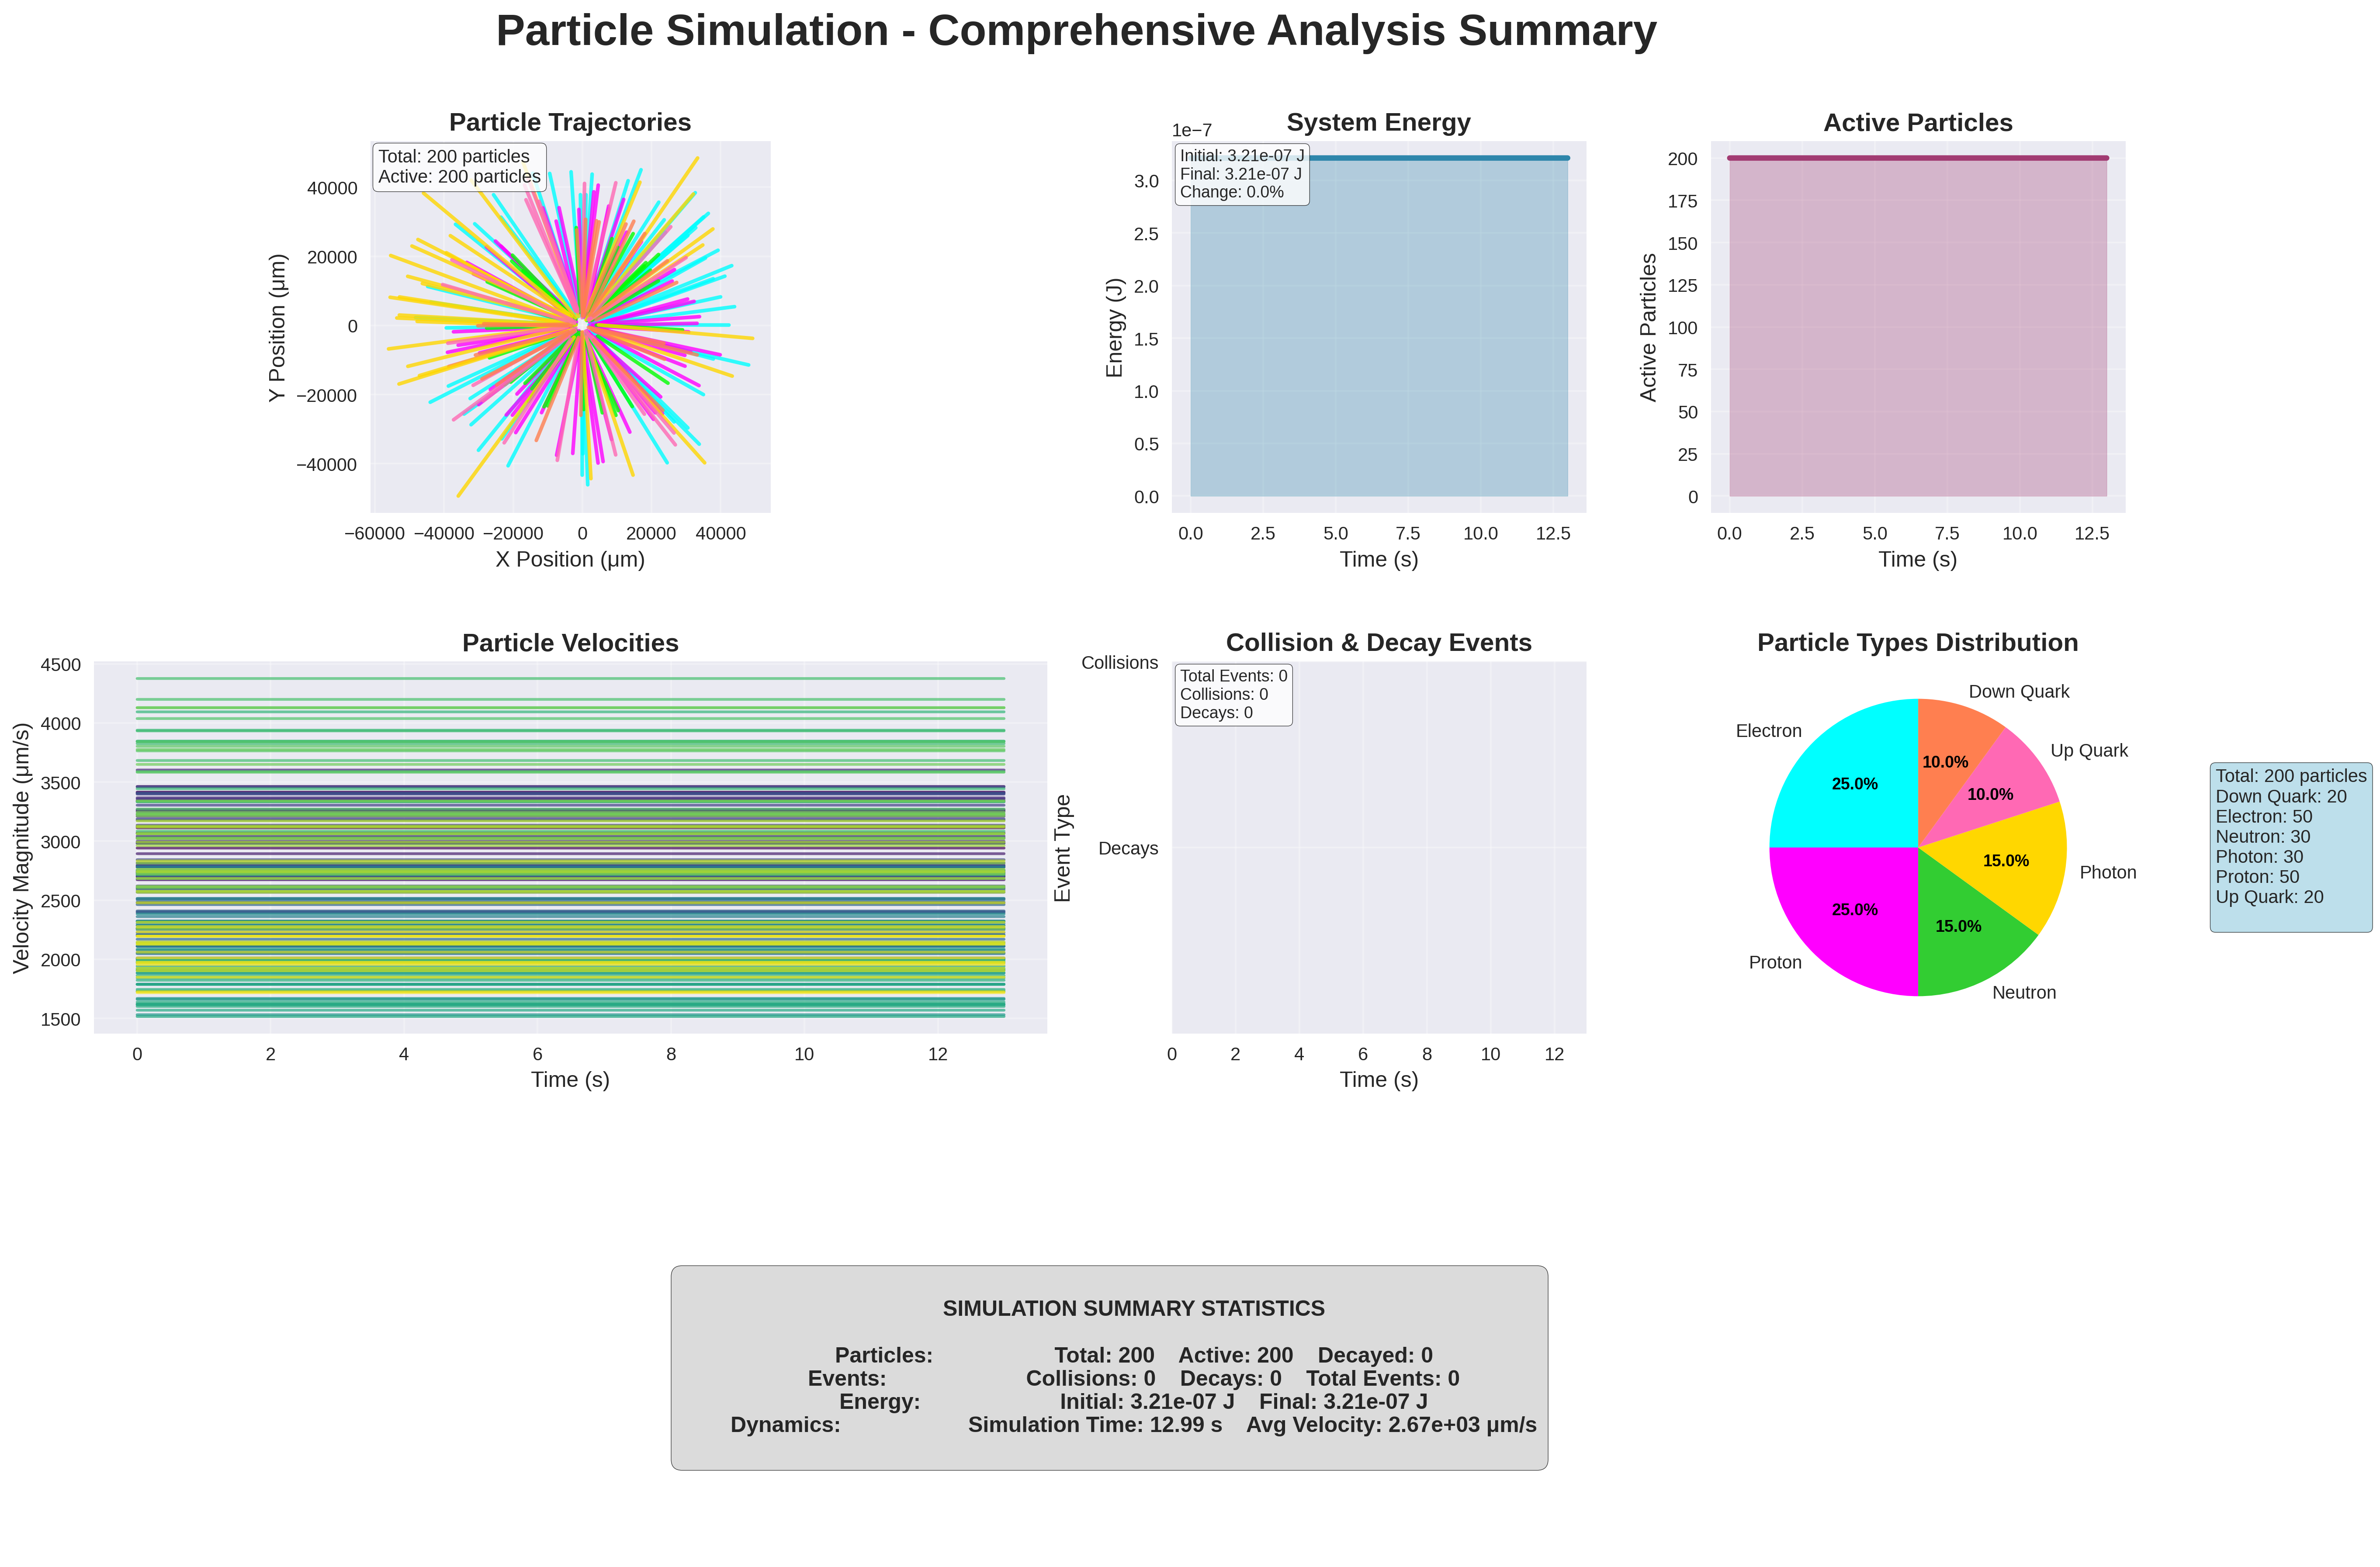 Particle Simulation - Comprehensive Analysis Summary
Particle Trajectories
Total: 200 particles
Active: 200 particles
40000
20000
0
−20000
−40000
Y Position (μm)
−60000 −40000 −20000 0 20000 40000
X Position (μm)
System Energy
1e−7
Initial: 3.21e-07 J
Final: 3.21e-07 J
Change: 0.0%
3.0
2.5
2.0
1.5
1.0
0.5
0.0
Energy (J)
0.0 2.5 5.0 7.5 10.0 12.5
Time (s)
Active Particles
200
175
150
125
100
75
50
25
0
Active Particles
0.0 2.5 5.0 7.5 10.0 12.5
Time (s)
Particle Velocities
4500
4000
3500
3000
2500
2000
1500
Velocity Magnitude (μm/s)
0 2 4 6 8 10 12
Time (s)
Collision & Decay Events
Collisions
Decays
Total Events: 0
Collisions: 0
Decays: 0
Event Type
0 2 4 6 8 10 12
Time (s)
Particle Types Distribution
Down Quark
Electron
Up Quark
10.0%
25.0%
10.0%
15.0%
Photon
25.0%
15.0%
Proton
Neutron
Total: 200 particles
Down Quark: 20
Electron: 50
Neutron: 30
Photon: 30
Proton: 50
Up Quark: 20
SIMULATION SUMMARY STATISTICS
Particles: Total: 200 Active: 200 Decayed: 0
Events: Collisions: 0 Decays: 0 Total Events: 0
Energy: Initial: 3.21e-07 J Final: 3.21e-07 J
Dynamics: Simulation Time: 12.99 s Avg Velocity: 2.67e+03 μm/s